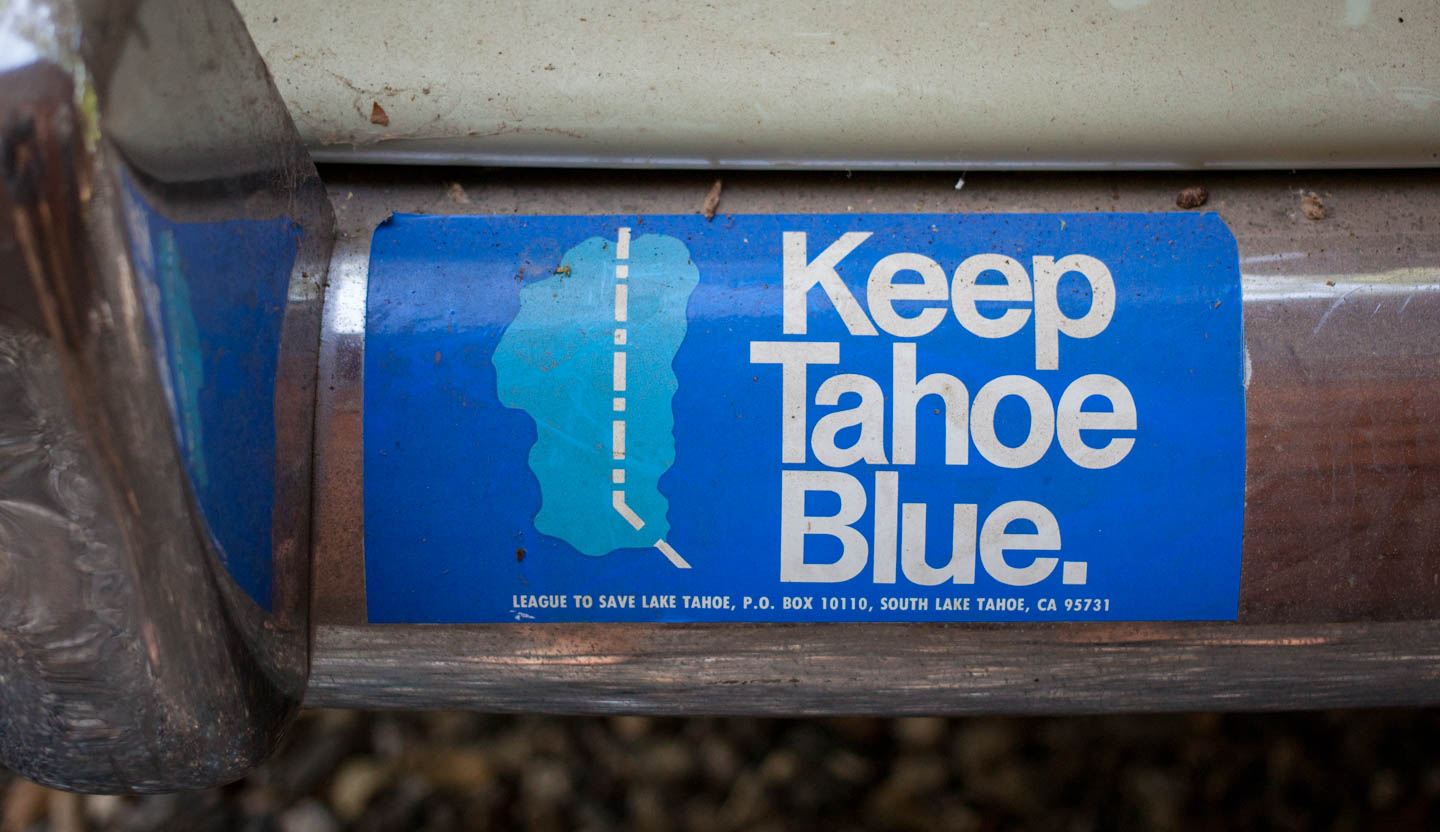 Keep
Tahoe
Blue.
LEAGUE TO SAVE LAKE TAHOE, P.O. BOX 10110, SOUTH LAKE TAHOE, CA 95731